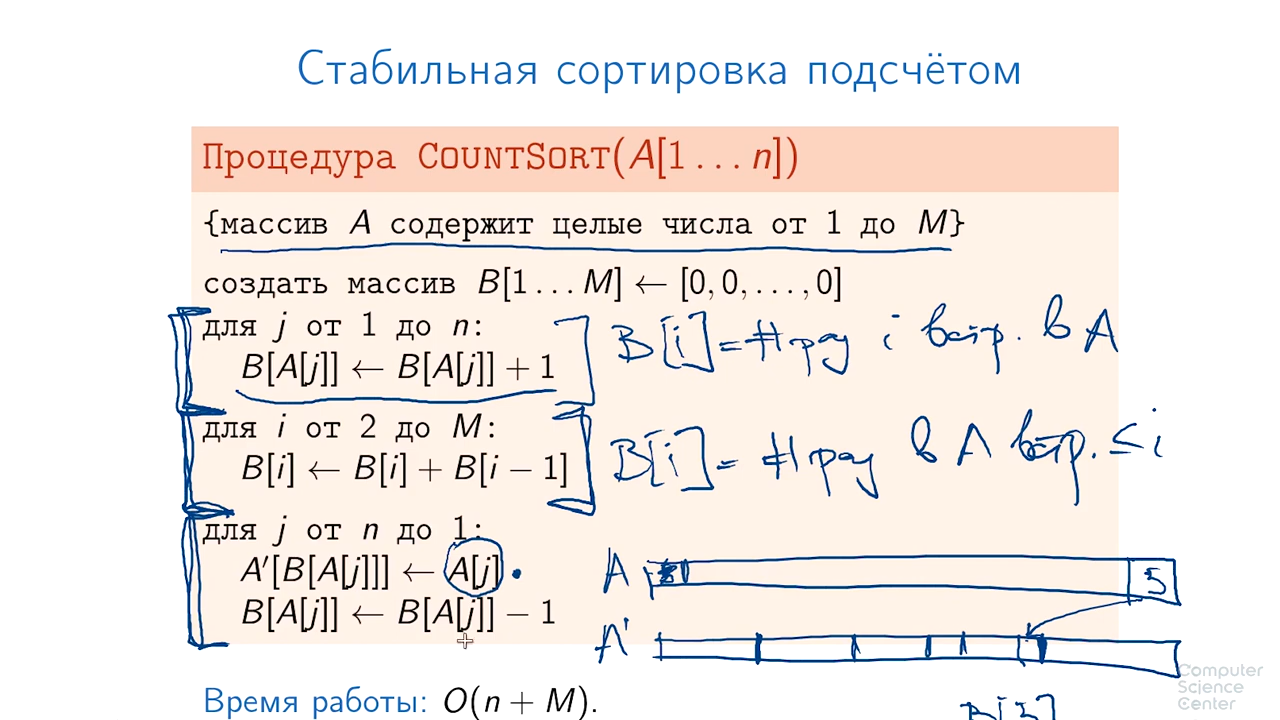 Стабильная сортировка подсчётом
Процедура COUNTSORT(A[1 ... n])
{массив A содержит целые числа от 1 до M}
создать массив B[1 ... M] ← [0, 0, ..., 0]
для j от 1 до n:
B[A[j]] ← B[A[j]] + 1
B[i] = # раз i встр. в A
для i от 2 до M:
B[i] ← B[i] + B[i − 1]
B[i] = # раз в A встр. ≤ i
для j от n до 1:
A′[B[A[j]]] ← A[j]
B[A[j]] ← B[A[j]] − 1
A
5
A'
Время работы: O(n + M).
B[5]
Computer
Science
Center